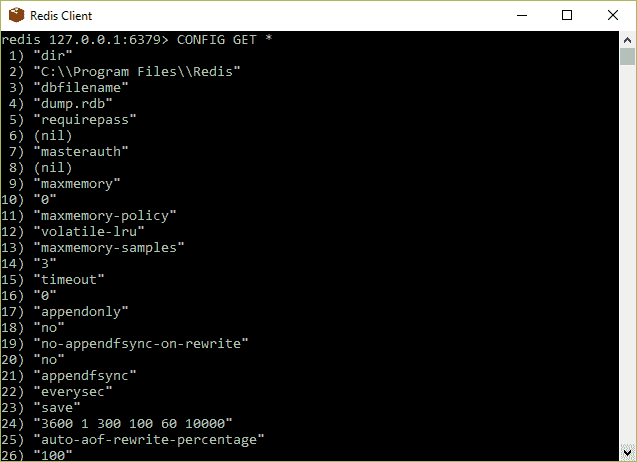 Redis Client
redis 127.0.0.1:6379> CONFIG GET *
1) "dir"
2) "C:\\Program Files\\Redis"
3) "dbfilename"
4) "dump.rdb"
5) "requirepass"
6) (nil)
7) "masterauth"
8) (nil)
9) "maxmemory"
10) "0"
11) "maxmemory-policy"
12) "volatile-lru"
13) "maxmemory-samples"
14) "3"
15) "timeout"
16) "0"
17) "appendonly"
18) "no"
19) "no-appendfsync-on-rewrite"
20) "no"
21) "appendfsync"
22) "everysec"
23) "save"
24) "3600 1 300 100 60 10000"
25) "auto-aof-rewrite-percentage"
26) "100"